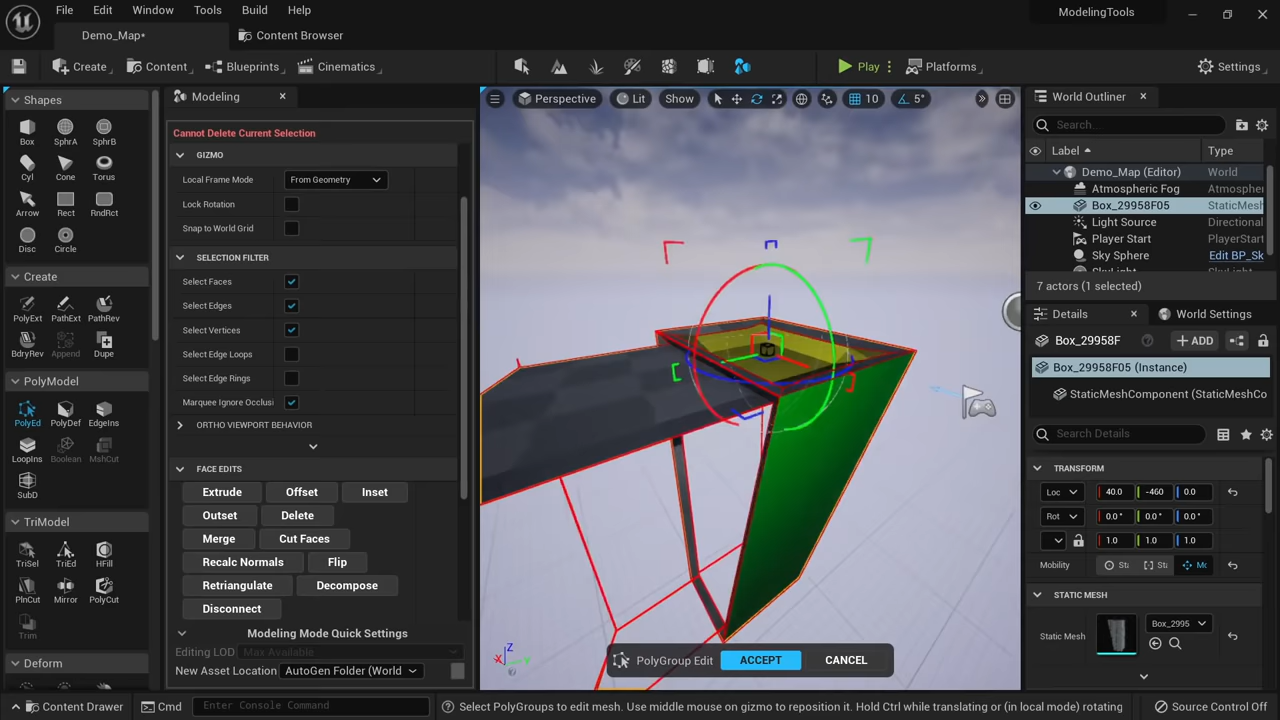 File Edit Window Tools Build Help
ModelingTools
Demo_Map*
Content Browser
Create
Content
Blueprints
Cinematics
Play
Platforms
Settings
Shapes
Box
SphrA
SphrB
Cyl
Cone
Torus
Arrow
Rect
RndRct
Disc
Circle
Create
PolyExt
PathExt
PathRev
BdryRev
Append
Dupe
PolyModel
PolyEd
PolyDef
EdgeIns
LoopIns
Boolean
MshCut
SubD
TriModel
TriSel
TriEd
HFill
PlnCut
Mirror
PolyCut
Trim
Deform
Modeling
Cannot Delete Current Selection
GIZMO
Local Frame Mode
From Geometry
Lock Rotation
Snap to World Grid
SELECTION FILTER
Select Faces
Select Edges
Select Vertices
Select Edge Loops
Select Edge Rings
Marquee Ignore Occlusi
ORTHO VIEWPORT BEHAVIOR
FACE EDITS
Extrude
Offset
Inset
Outset
Delete
Merge
Cut Faces
Recalc Normals
Flip
Retriangulate
Decompose
Disconnect
Modeling Mode Quick Settings
Editing LOD
Max Available
New Asset Location
AutoGen Folder (World
Perspective
Lit
Show
10
5°
Z
X
Y
PolyGroup Edit
ACCEPT
CANCEL
World Outliner
Search...
Label
Type
Demo_Map (Editor)
World
Atmospheric Fog
Atmospher
Box_29958F05
StaticMesh
Light Source
Directional
Player Start
PlayerStart
Sky Sphere
Edit BP_Sk
7 actors (1 selected)
Details
World Settings
Box_29958F
ADD
Box_29958F05 (Instance)
StaticMeshComponent (StaticMeshCo
Search Details
TRANSFORM
Loc
40.0
-460
0.0
Rot
0.0°
0.0°
0.0°
1.0
1.0
1.0
Mobility
Sta
Sta
Mo
STATIC MESH
Static Mesh
Box_2995
Content Drawer
Cmd
Enter Console Command
Select PolyGroups to edit mesh. Use middle mouse on gizmo to reposition it. Hold Ctrl while translating or (in local mode) rotating
Source Control Off